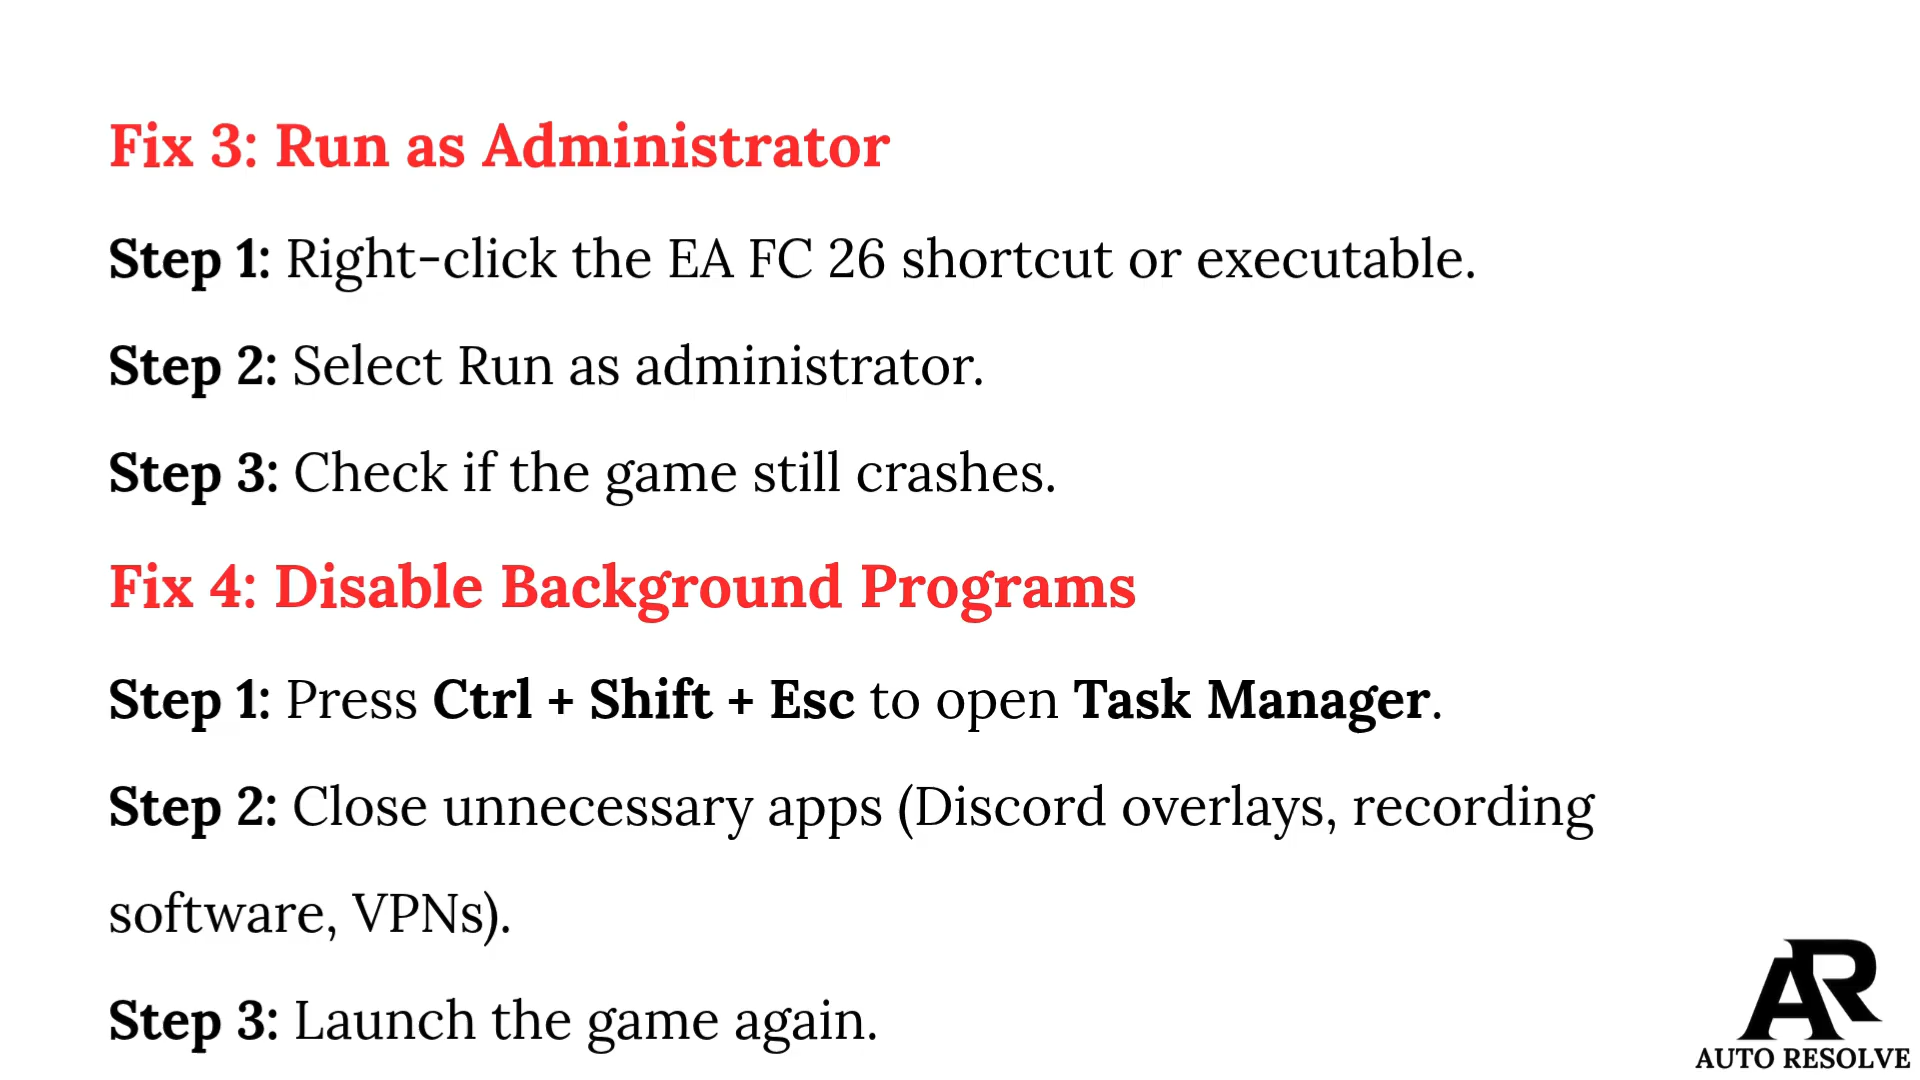 Fix 3: Run as Administrator
Step 1: Right-click the EA FC 26 shortcut or executable.
Step 2: Select Run as administrator.
Step 3: Check if the game still crashes.
Fix 4: Disable Background Programs
Step 1: Press Ctrl + Shift + Esc to open Task Manager.
Step 2: Close unnecessary apps (Discord overlays, recording
software, VPNs).
Step 3: Launch the game again.
AR
AUTO RESOLVE